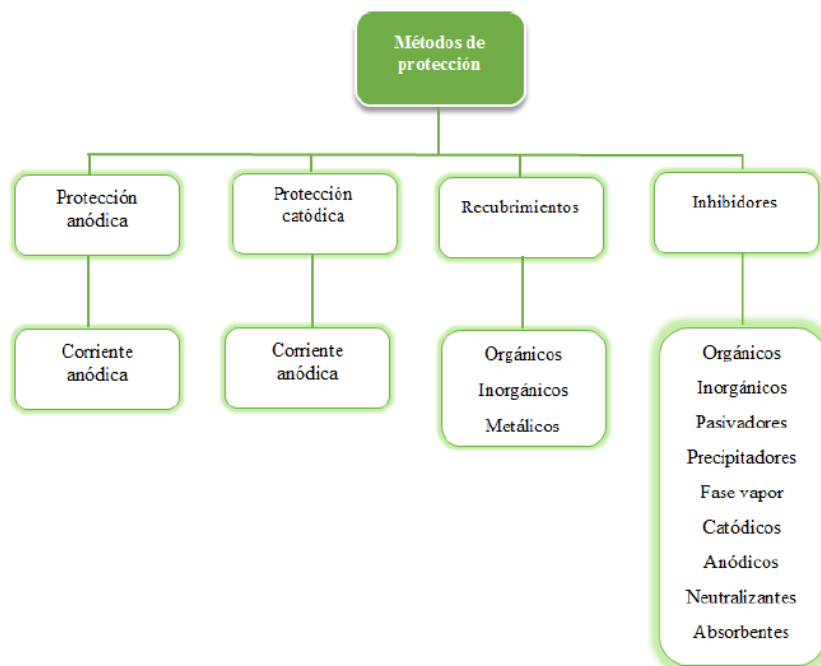 Métodos de
protección
Protección
anódica
Protección
catódica
Recubrimientos
Inhibidores
Corriente
anódica
Corriente
anódica
Orgánicos
Inorgánicos
Metálicos
Orgánicos
Inorgánicos
Pasivadores
Precipitadores
Fase vapor
Catódicos
Anódicos
Neutralizantes
Absorbentes